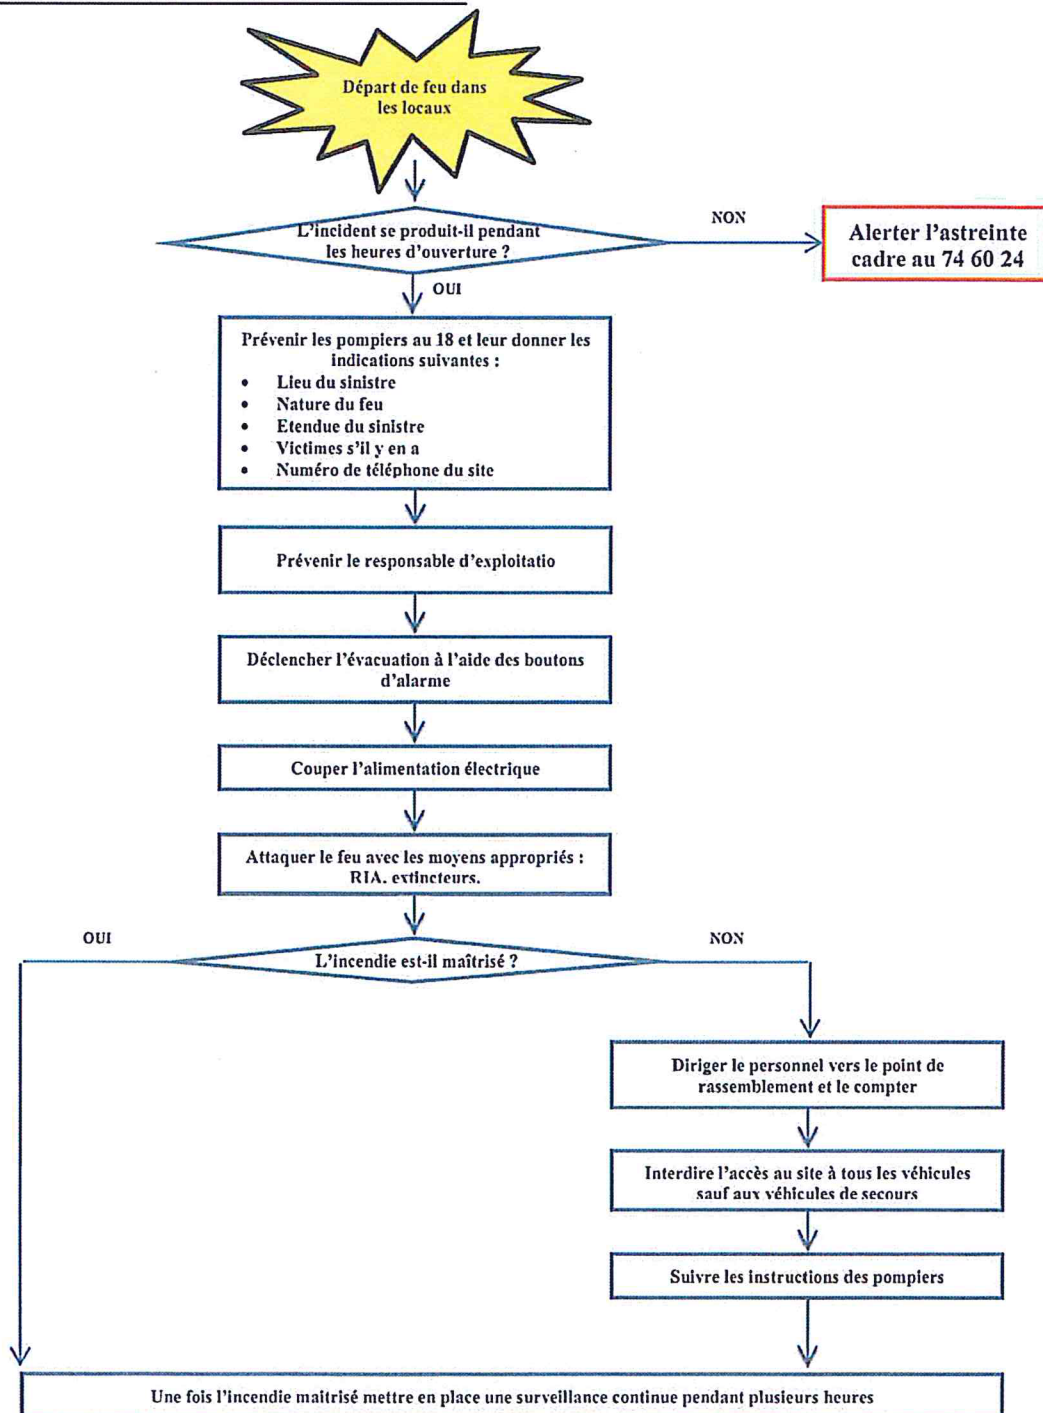 Départ de feu dans
les locaux
L'incident se produit-il pendant
les heures d'ouverture ?
NON
Alerter l'astreinte
cadre au 74 60 24
OUI
Prévenir les pompiers au 18 et leur donner les
indications suivantes :
• Lieu du sinistre
• Nature du feu
• Etendue du sinistre
• Victimes s'il y en a
• Numéro de téléphone du site
Prévenir le responsable d'exploitatio
Déclencher l'évacuation à l'aide des boutons
d'alarme
Couper l'alimentation électrique
Attaquer le feu avec les moyens appropriés :
RIA. extincteurs.
OUI
L'incendie est-il maîtrisé ?
NON
Diriger le personnel vers le point de
rassemblement et le compter
Interdire l'accès au site à tous les véhicules
sauf aux véhicules de secours
Suivre les instructions des pompiers
Une fois l'incendie maitrisé mettre en place une surveillance continue pendant plusieurs heures